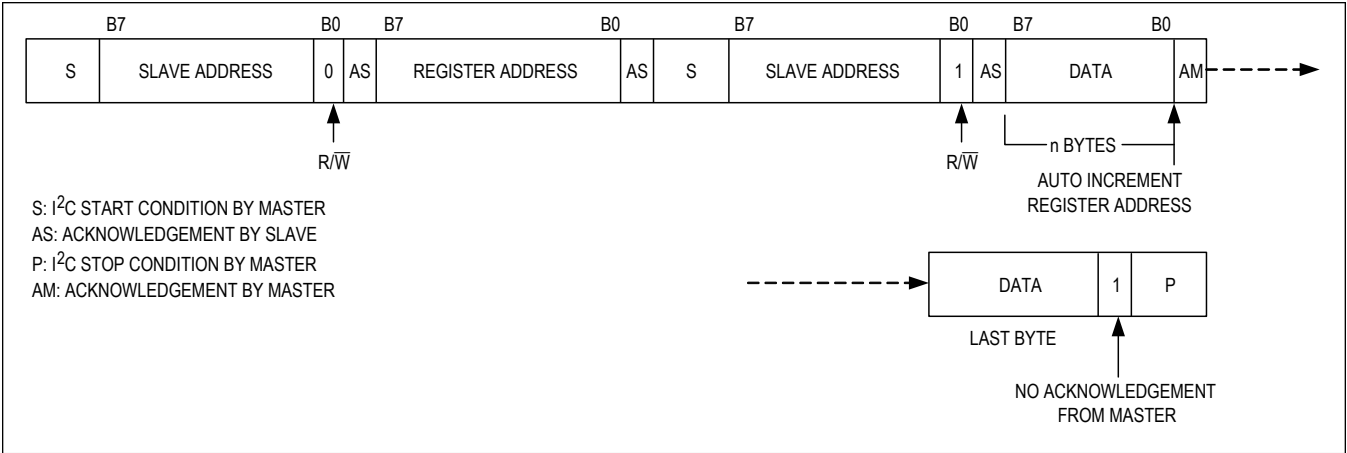 B7 B0 B7 B0 B7 B0 B7 B0
S SLAVE ADDRESS 0 AS REGISTER ADDRESS AS S SLAVE ADDRESS 1 AS DATA AM
R/W̅ R/W̅ n BYTES
AUTO INCREMENT
REGISTER ADDRESS
S: I²C START CONDITION BY MASTER
AS: ACKNOWLEDGEMENT BY SLAVE
P: I²C STOP CONDITION BY MASTER
AM: ACKNOWLEDGEMENT BY MASTER
DATA 1 P
LAST BYTE
NO ACKNOWLEDGEMENT
FROM MASTER